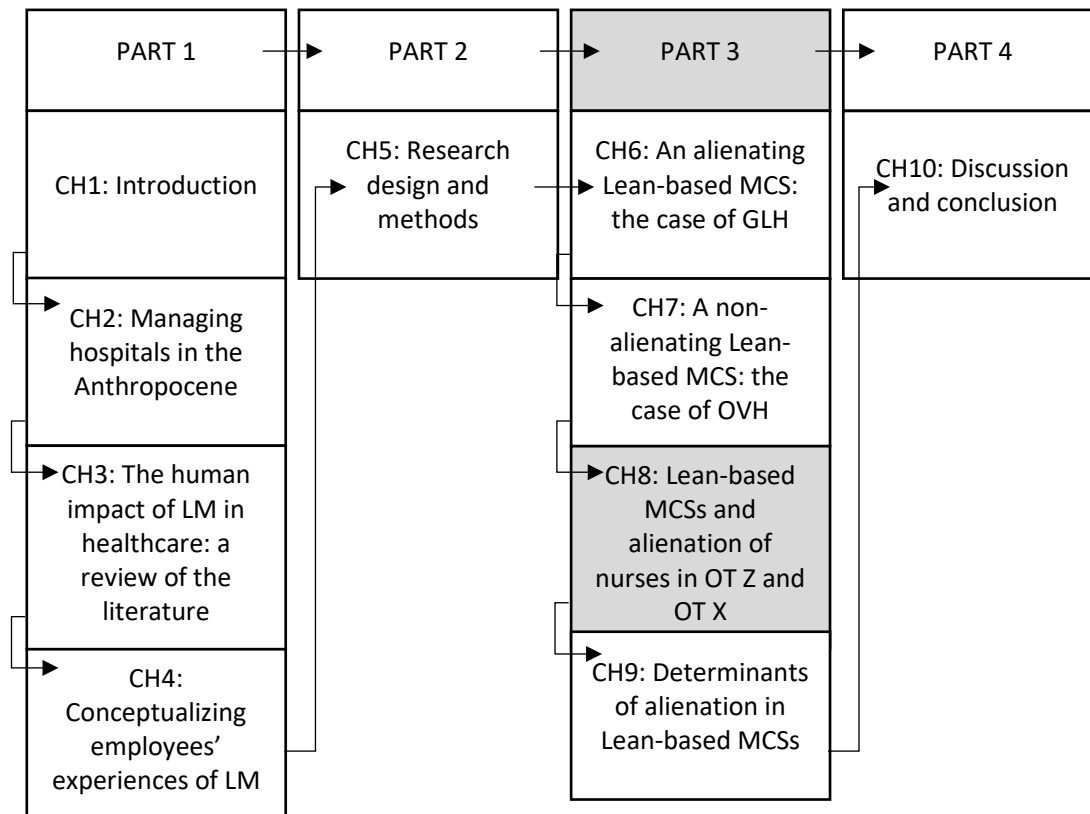 PART 1
PART 2
PART 3
PART 4
CH1: Introduction
CH2: Managing
hospitals in the
Anthropocene
CH3: The human
impact of LM in
healthcare: a
review of the
literature
CH4:
Conceptualizing
employees’
experiences of LM
CH5: Research
design and
methods
CH6: An alienating
Lean-based MCS:
the case of GLH
CH7: A non-
alienating Lean-
based MCS: the
case of OVH
CH8: Lean-based
MCSs and
alienation of
nurses in OT Z and
OT X
CH9: Determinants
of alienation in
Lean-based MCSs
CH10: Discussion
and conclusion